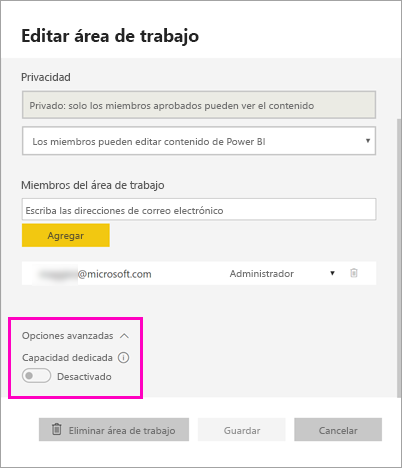 Editar área de trabajo
Privacidad
Privado: solo los miembros aprobados pueden ver el contenido
Los miembros pueden editar contenido de Power BI
Miembros del área de trabajo
Escriba las direcciones de correo electrónico
Agregar
@microsoft.com Administrador
Opciones avanzadas
Capacidad dedicada
Desactivado
Eliminar área de trabajo Guardar Cancelar